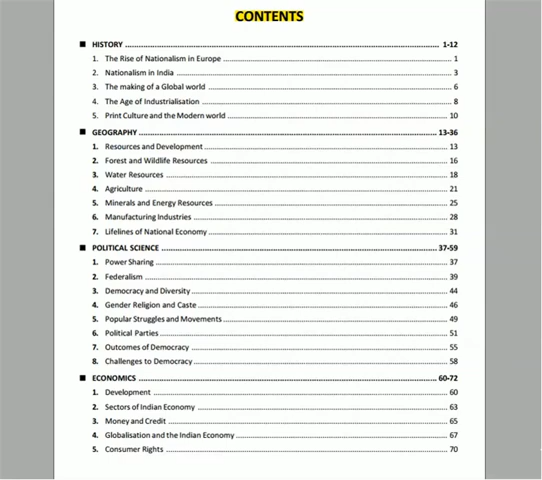 CONTENTS
■ HISTORY ........ 1-12
1. The Rise of Nationalism in Europe ........ 1
2. Nationalism in India ........ 3
3. The making of a Global world ........ 6
4. The Age of Industrialisation ........ 8
5. Print Culture and the Modern world ........ 10
■ GEOGRAPHY ........ 13-36
1. Resources and Development ........ 13
2. Forest and Wildlife Resources ........ 16
3. Water Resources ........ 18
4. Agriculture ........ 21
5. Minerals and Energy Resources ........ 25
6. Manufacturing Industries ........ 28
7. Lifelines of National Economy ........ 31
■ POLITICAL SCIENCE ........ 37-59
1. Power Sharing ........ 37
2. Federalism ........ 39
3. Democracy and Diversity ........ 44
4. Gender Religion and Caste ........ 46
5. Popular Struggles and Movements ........ 49
6. Political Parties ........ 51
7. Outcomes of Democracy ........ 55
8. Challenges to Democracy ........ 58
■ ECONOMICS ........ 60-72
1. Development ........ 60
2. Sectors of Indian Economy ........ 63
3. Money and Credit ........ 65
4. Globalisation and the Indian Economy ........ 67
5. Consumer Rights ........ 70